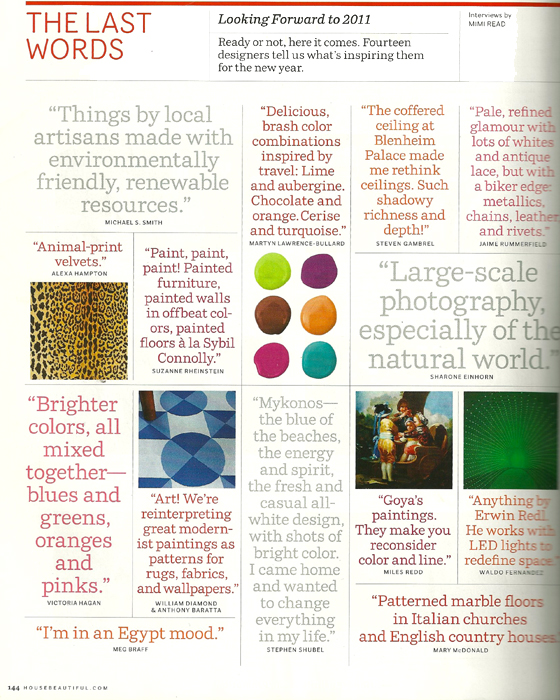 THE LAST
WORDS
Looking Forward to 2011
Ready or not, here it comes. Fourteen
designers tell us what's inspiring them
for the new year.
Interviews by
MIMI READ
“Things by local
artisans made with
environmentally
friendly, renewable
resources.”
MICHAEL S. SMITH
“Delicious,
brash color
combinations
inspired by
travel: Lime
and aubergine.
Chocolate and
orange. Cerise
and turquoise.”
MARTYN LAWRENCE-BULLARD
“The coffered
ceiling at
Blenheim
Palace made
me rethink
ceilings. Such
shadowy
richness and
depth!”
STEVEN GAMBREL
“Pale, refined
glamour with
lots of whites
and antique
lace, but with
a biker edge:
metallics,
chains, leather
and rivets.”
JAIME RUMMERFIELD
“Animal-print
velvets.”
ALEXA HAMPTON
“Paint, paint,
paint! Painted
furniture,
painted walls
in offbeat col-
ors, painted
floors à la Sybil
Connolly.”
SUZANNE RHEINSTEIN
“Large-scale
photography,
especially of the
natural world.”
SHARONE EINHORN
“Brighter
colors, all
mixed
together—
blues and
greens,
oranges
and
pinks.”
VICTORIA HAGAN
“Art! We're
reinterpreting
great modern-
ist paintings as
patterns for
rugs, fabrics,
and wallpapers.”
WILLIAM DIAMOND
& ANTHONY BARATTA
“Mykonos—
the blue of
the beaches,
the energy
and spirit,
the fresh and
casual all-
white design,
with shots of
bright color.
I came home
and wanted
to change
everything
in my life.”
STEPHEN SHUBEL
“Goya's
paintings.
They make you
reconsider
color and line.”
MILES REDD
“Anything by
Erwin Redl.
He works with
LED lights to
redefine space.”
WALDO FERNANDEZ
“I'm in an Egypt mood.”
MEG BRAFF
“Patterned marble floors
in Italian churches
and English country houses.
MARY McDONALD
144 HOUSEBEAUTIFUL.COM